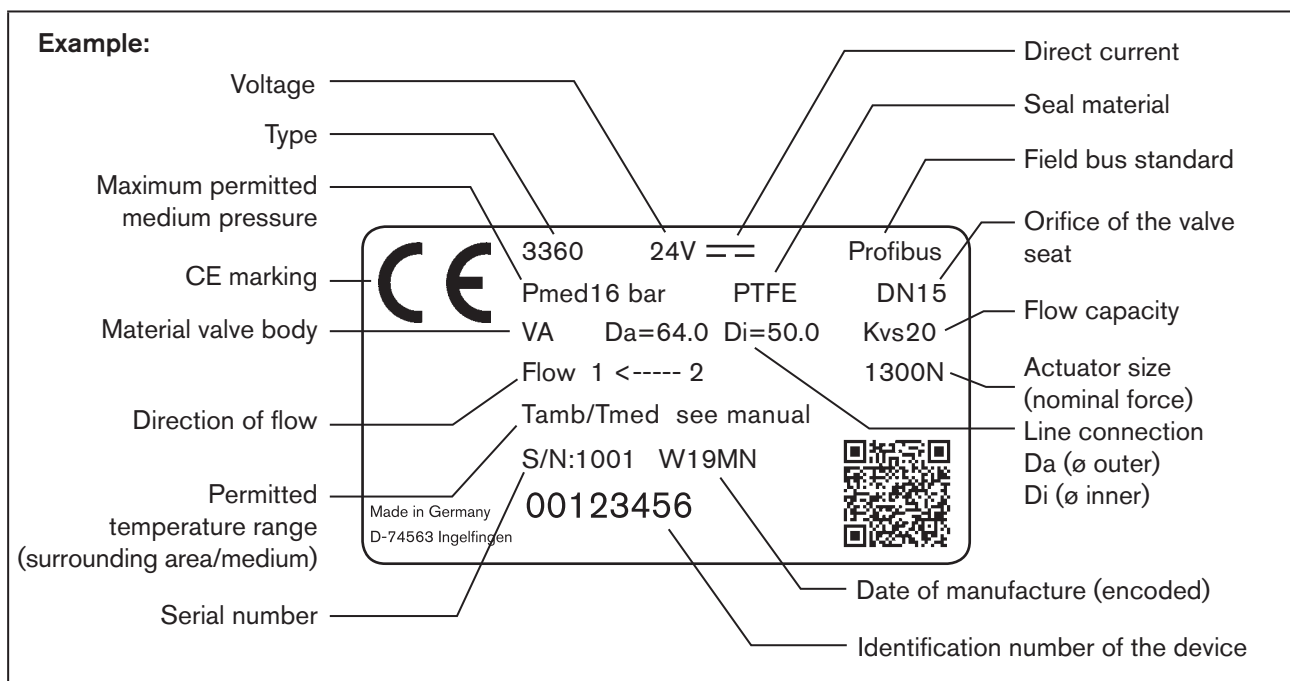 Example:
Voltage
Type
Maximum permitted
medium pressure
CE marking
Material valve body
Direction of flow
Permitted
temperature range
(surrounding area/medium)
Serial number
CE
3360 24V Profibus
Pmed16 bar PTFE DN15
VA Da=64.0 Di=50.0 Kvs20
Flow 1 <----- 2 1300N
Tamb/Tmed see manual
S/N:1001 W19MN
00123456
Made in Germany
D-74563 Ingelfingen
Direct current
Seal material
Field bus standard
Orifice of the valve
seat
Flow capacity
Actuator size
(nominal force)
Line connection
Da (ø outer)
Di (ø inner)
Date of manufacture (encoded)
Identification number of the device